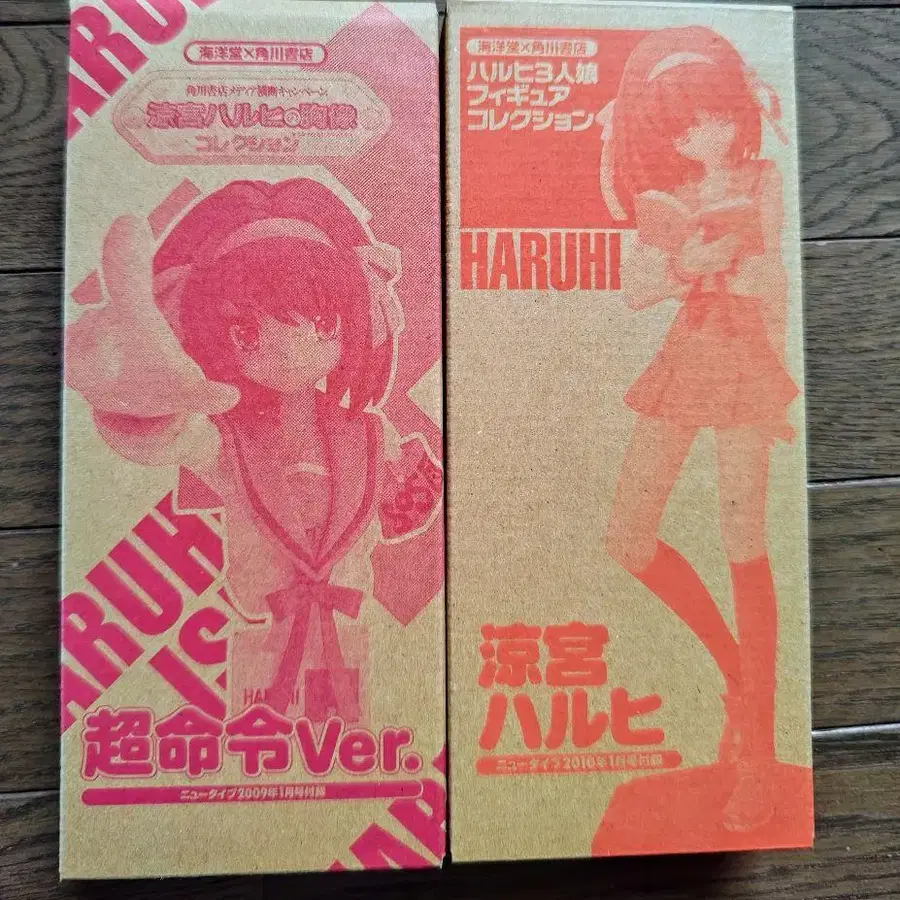 海洋堂×角川書店
角川書店メディア横断キャンペーン
涼宮ハルヒの胸像
コレクション
HARUHI
IS
HARUHI
超命令Ver.
ニュータイプ2009年1月号付録
海洋堂×角川書店
ハルヒ3人娘
フィギュア
コレクション
HARUHI
涼宮
ハルヒ
ニュータイプ2010年1月号付録